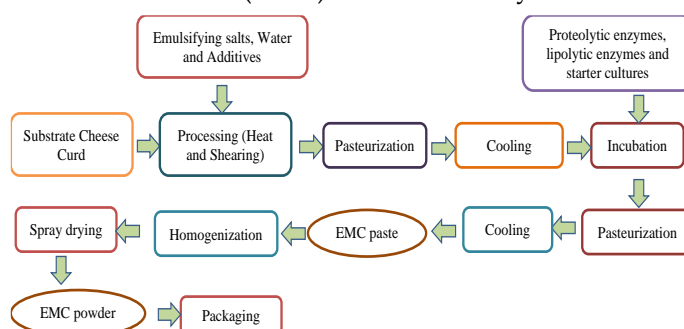 Emulsifying salts, Water
and Additives
Proteolytic enzymes,
lipolytic enzymes and
starter cultures
Substrate Cheese
Curd
Processing (Heat
and Shearing)
Pasteurization
Cooling
Incubation
Spray drying
Homogenization
EMC paste
Cooling
Pasteurization
EMC powder
Packaging